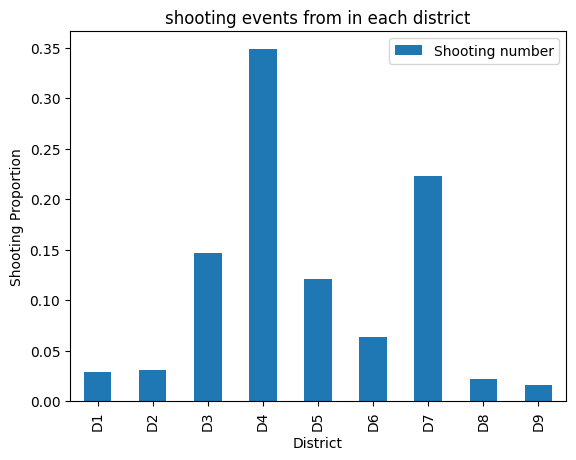 shooting events from in each district
Shooting number
0.35
0.30
0.25
0.20
0.15
0.10
0.05
0.00
Shooting Proportion
D1 D2 D3 D4 D5 D6 D7 D8 D9
District